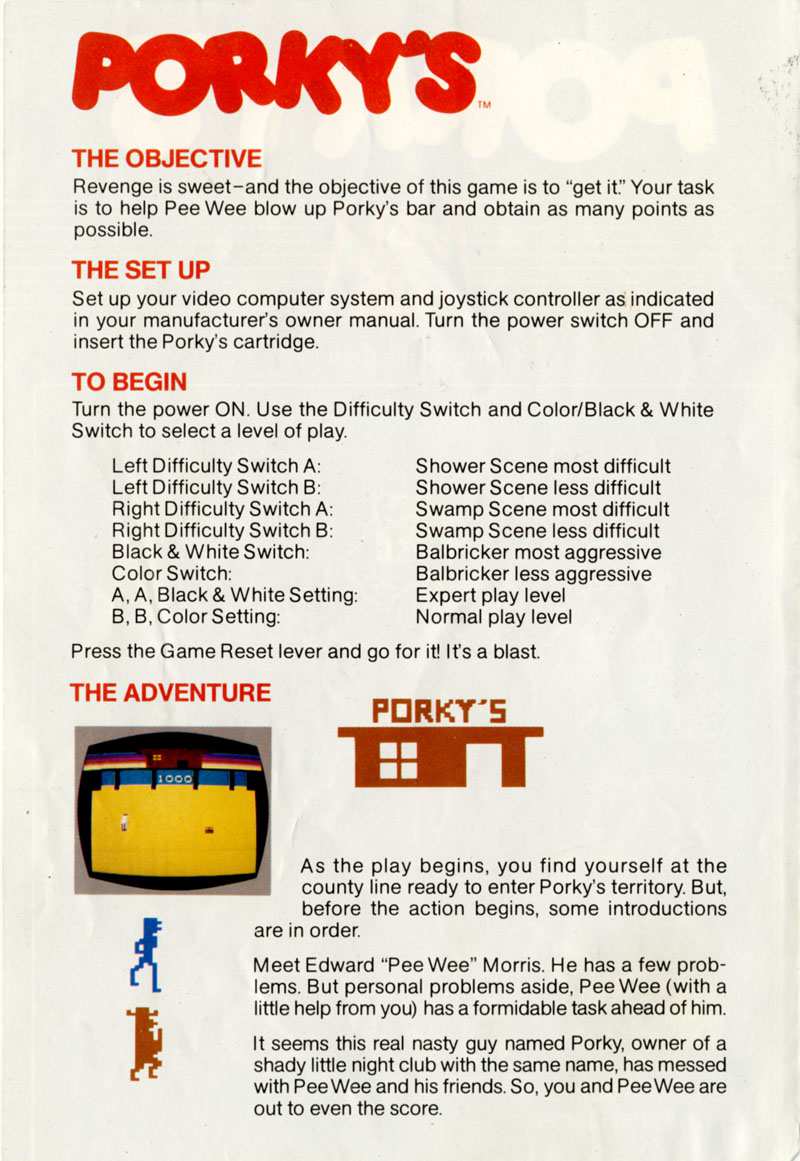 PORKY'S™
THE OBJECTIVE
Revenge is sweet–and the objective of this game is to “get it.” Your task
is to help Pee Wee blow up Porky's bar and obtain as many points as
possible.
THE SET UP
Set up your video computer system and joystick controller as indicated
in your manufacturer's owner manual. Turn the power switch OFF and
insert the Porky's cartridge.
TO BEGIN
Turn the power ON. Use the Difficulty Switch and Color/Black & White
Switch to select a level of play.
Left Difficulty Switch A: Shower Scene most difficult
Left Difficulty Switch B: Shower Scene less difficult
Right Difficulty Switch A: Swamp Scene most difficult
Right Difficulty Switch B: Swamp Scene less difficult
Black & White Switch: Balbricker most aggressive
Color Switch: Balbricker less aggressive
A, A, Black & White Setting: Expert play level
B, B, Color Setting: Normal play level
Press the Game Reset lever and go for it! It's a blast.
THE ADVENTURE
PORKY'S
1000
As the play begins, you find yourself at the
county line ready to enter Porky's territory. But,
before the action begins, some introductions
are in order.
Meet Edward “Pee Wee” Morris. He has a few prob-
lems. But personal problems aside, Pee Wee (with a
little help from you) has a formidable task ahead of him.
It seems this real nasty guy named Porky, owner of a
shady little night club with the same name, has messed
with Pee Wee and his friends. So, you and Pee Wee are
out to even the score.